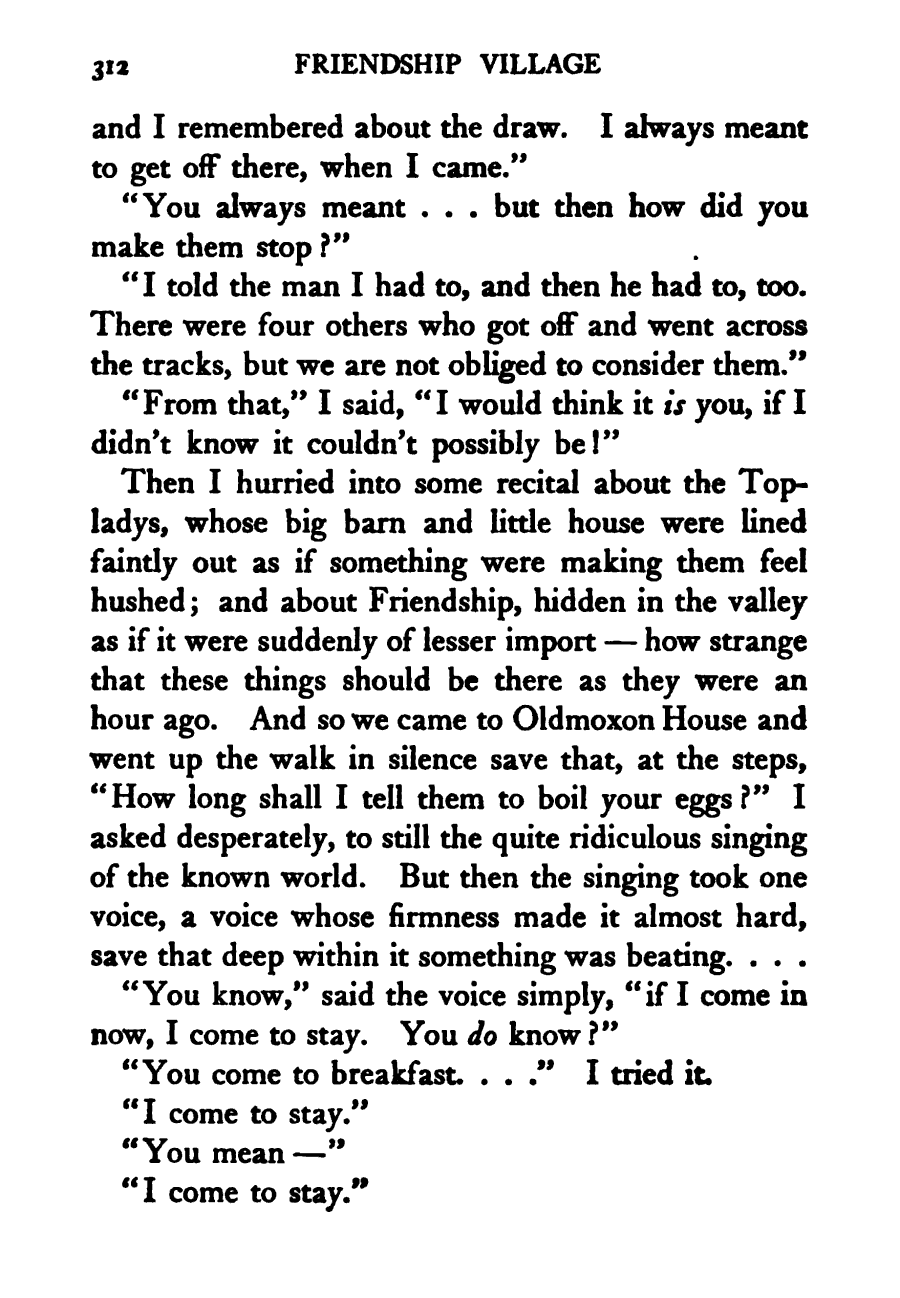 312 FRIENDSHIP VILLAGE
and I remembered about the draw. I always meant
to get off there, when I came."
"You always meant . . . but then how did you
make them stop?"
"I told the man I had to, and then he had to, too.
There were four others who got off and went across
the tracks, but we are not obliged to consider them."
"From that," I said, "I would think it is you, if I
didn't know it couldn't possibly be!"
Then I hurried into some recital about the Top-
ladys, whose big barn and little house were lined
faintly out as if something were making them feel
hushed; and about Friendship, hidden in the valley
as if it were suddenly of lesser import — how strange
that these things should be there as they were an
hour ago. And so we came to Oldmoxon House and
went up the walk in silence save that, at the steps,
"How long shall I tell them to boil your eggs?" I
asked desperately, to still the quite ridiculous singing
of the known world. But then the singing took one
voice, a voice whose firmness made it almost hard,
save that deep within it something was beating. . . .
"You know," said the voice simply, "if I come in
now, I come to stay. You do know?"
"You come to breakfast. . . ." I tried it.
"I come to stay."
"You mean —"
"I come to stay."